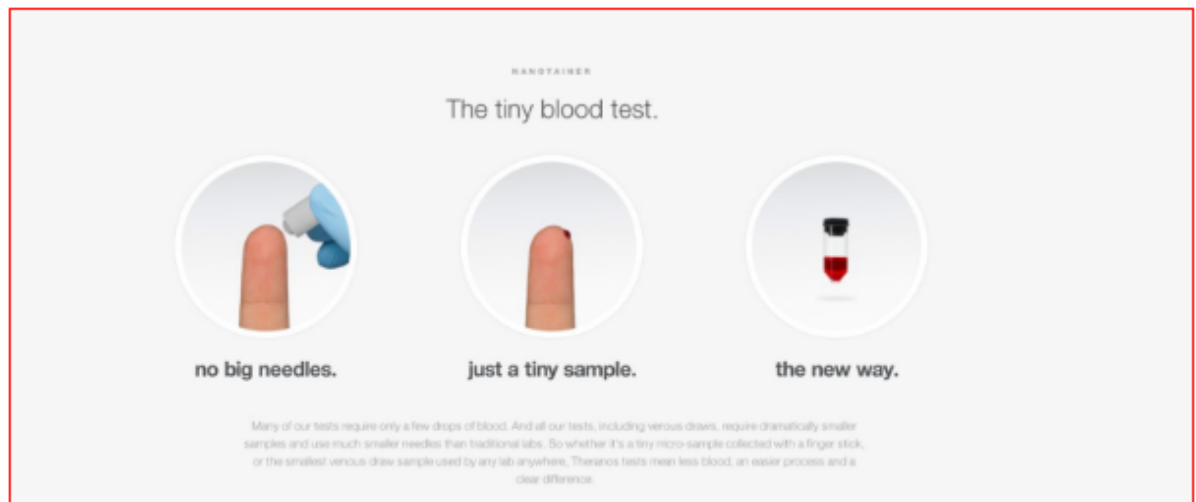 NANOTAINER
The tiny blood test.
no big needles. just a tiny sample. the new way.
Many of our tests require only a few drops of blood. And all our tests, including venous draws, require dramatically smaller
samples and use much smaller needles than traditional labs. So whether it's a tiny micro-sample collected with a finger stick,
or the smallest venous draw sample used by any lab anywhere, Theranos tests mean less blood, an easier process and a
clear difference.